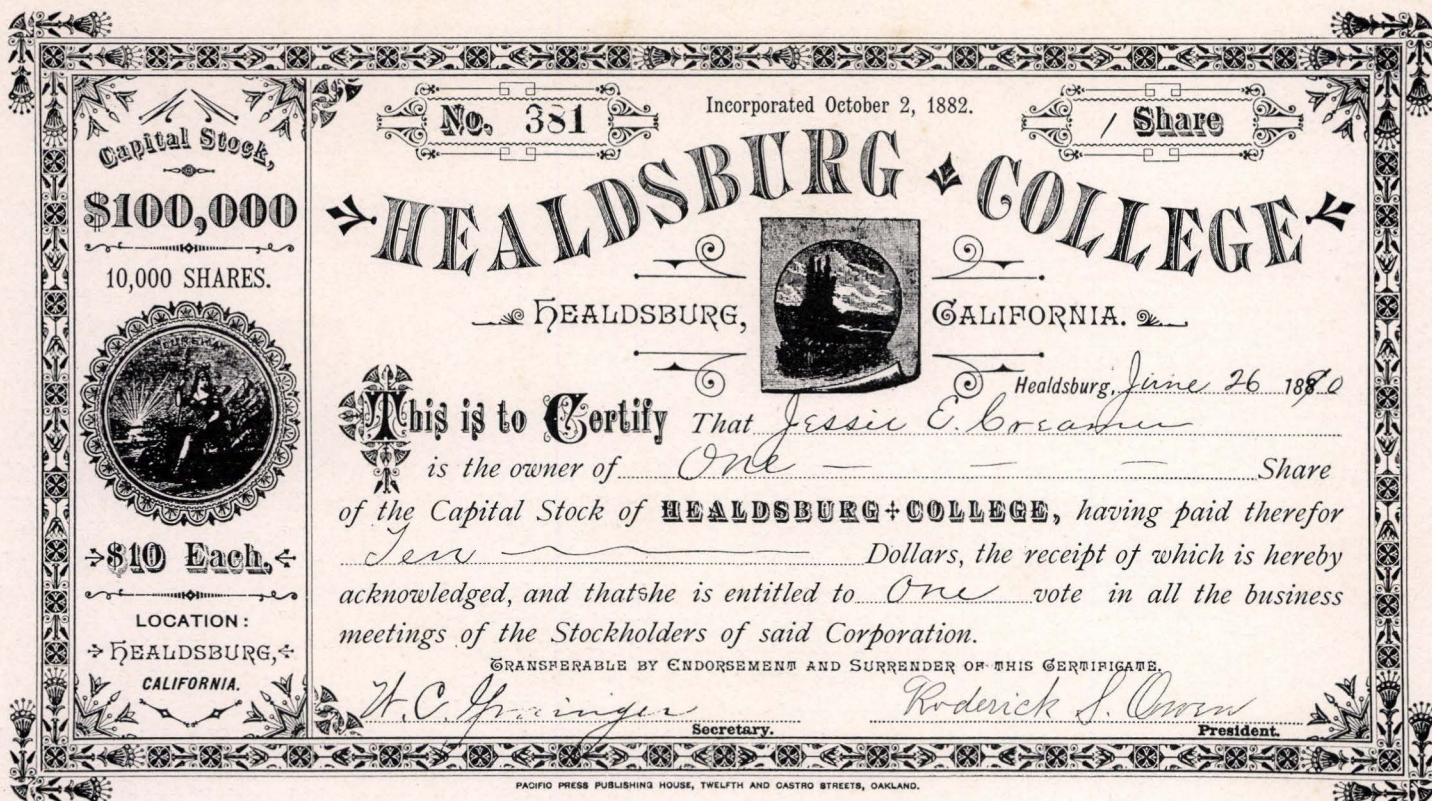 Capital Stock,
$100,000
10,000 SHARES.
EUREKA
$10 Each.
LOCATION:
HEALDSBURG,
CALIFORNIA.
No. 381
Incorporated October 2, 1882.
1 Share
HEALDSBURG COLLEGE
HEALDSBURG, CALIFORNIA.
Healdsburg, June 26 1890
This is to Certify That Jessie E. Creamer
is the owner of One Share
of the Capital Stock of HEALDSBURG COLLEGE, having paid therefor
Ten Dollars, the receipt of which is hereby
acknowledged, and that she is entitled to One vote in all the business
meetings of the Stockholders of said Corporation.
TRANSFERABLE BY ENDORSEMENT AND SURRENDER OF THIS CERTIFICATE.
W. C. Grainger Roderick S. Owen
Secretary. President.
PACIFIC PRESS PUBLISHING HOUSE, TWELFTH AND CASTRO STREETS, OAKLAND.